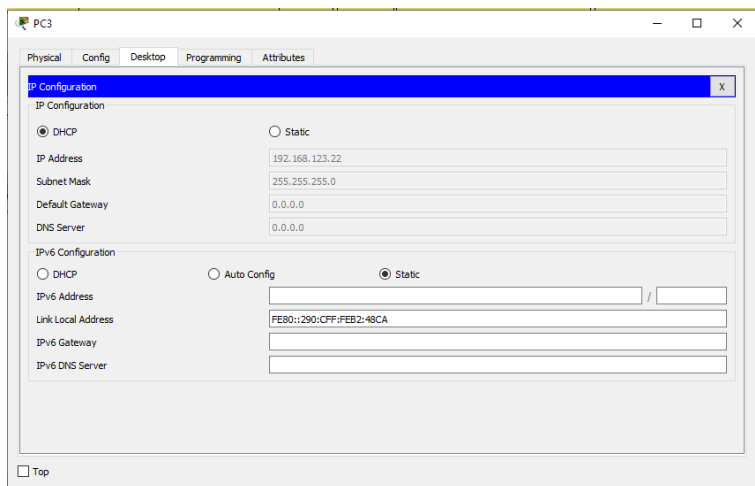 PC3
Physical Config Desktop Programming Attributes
IP Configuration X
IP Configuration
DHCP Static
IP Address 192.168.123.22
Subnet Mask 255.255.255.0
Default Gateway 0.0.0.0
DNS Server 0.0.0.0
IPv6 Configuration
DHCP Auto Config Static
IPv6 Address /
Link Local Address FE80::290:CFF:FEB2:48CA
IPv6 Gateway
IPv6 DNS Server
Top